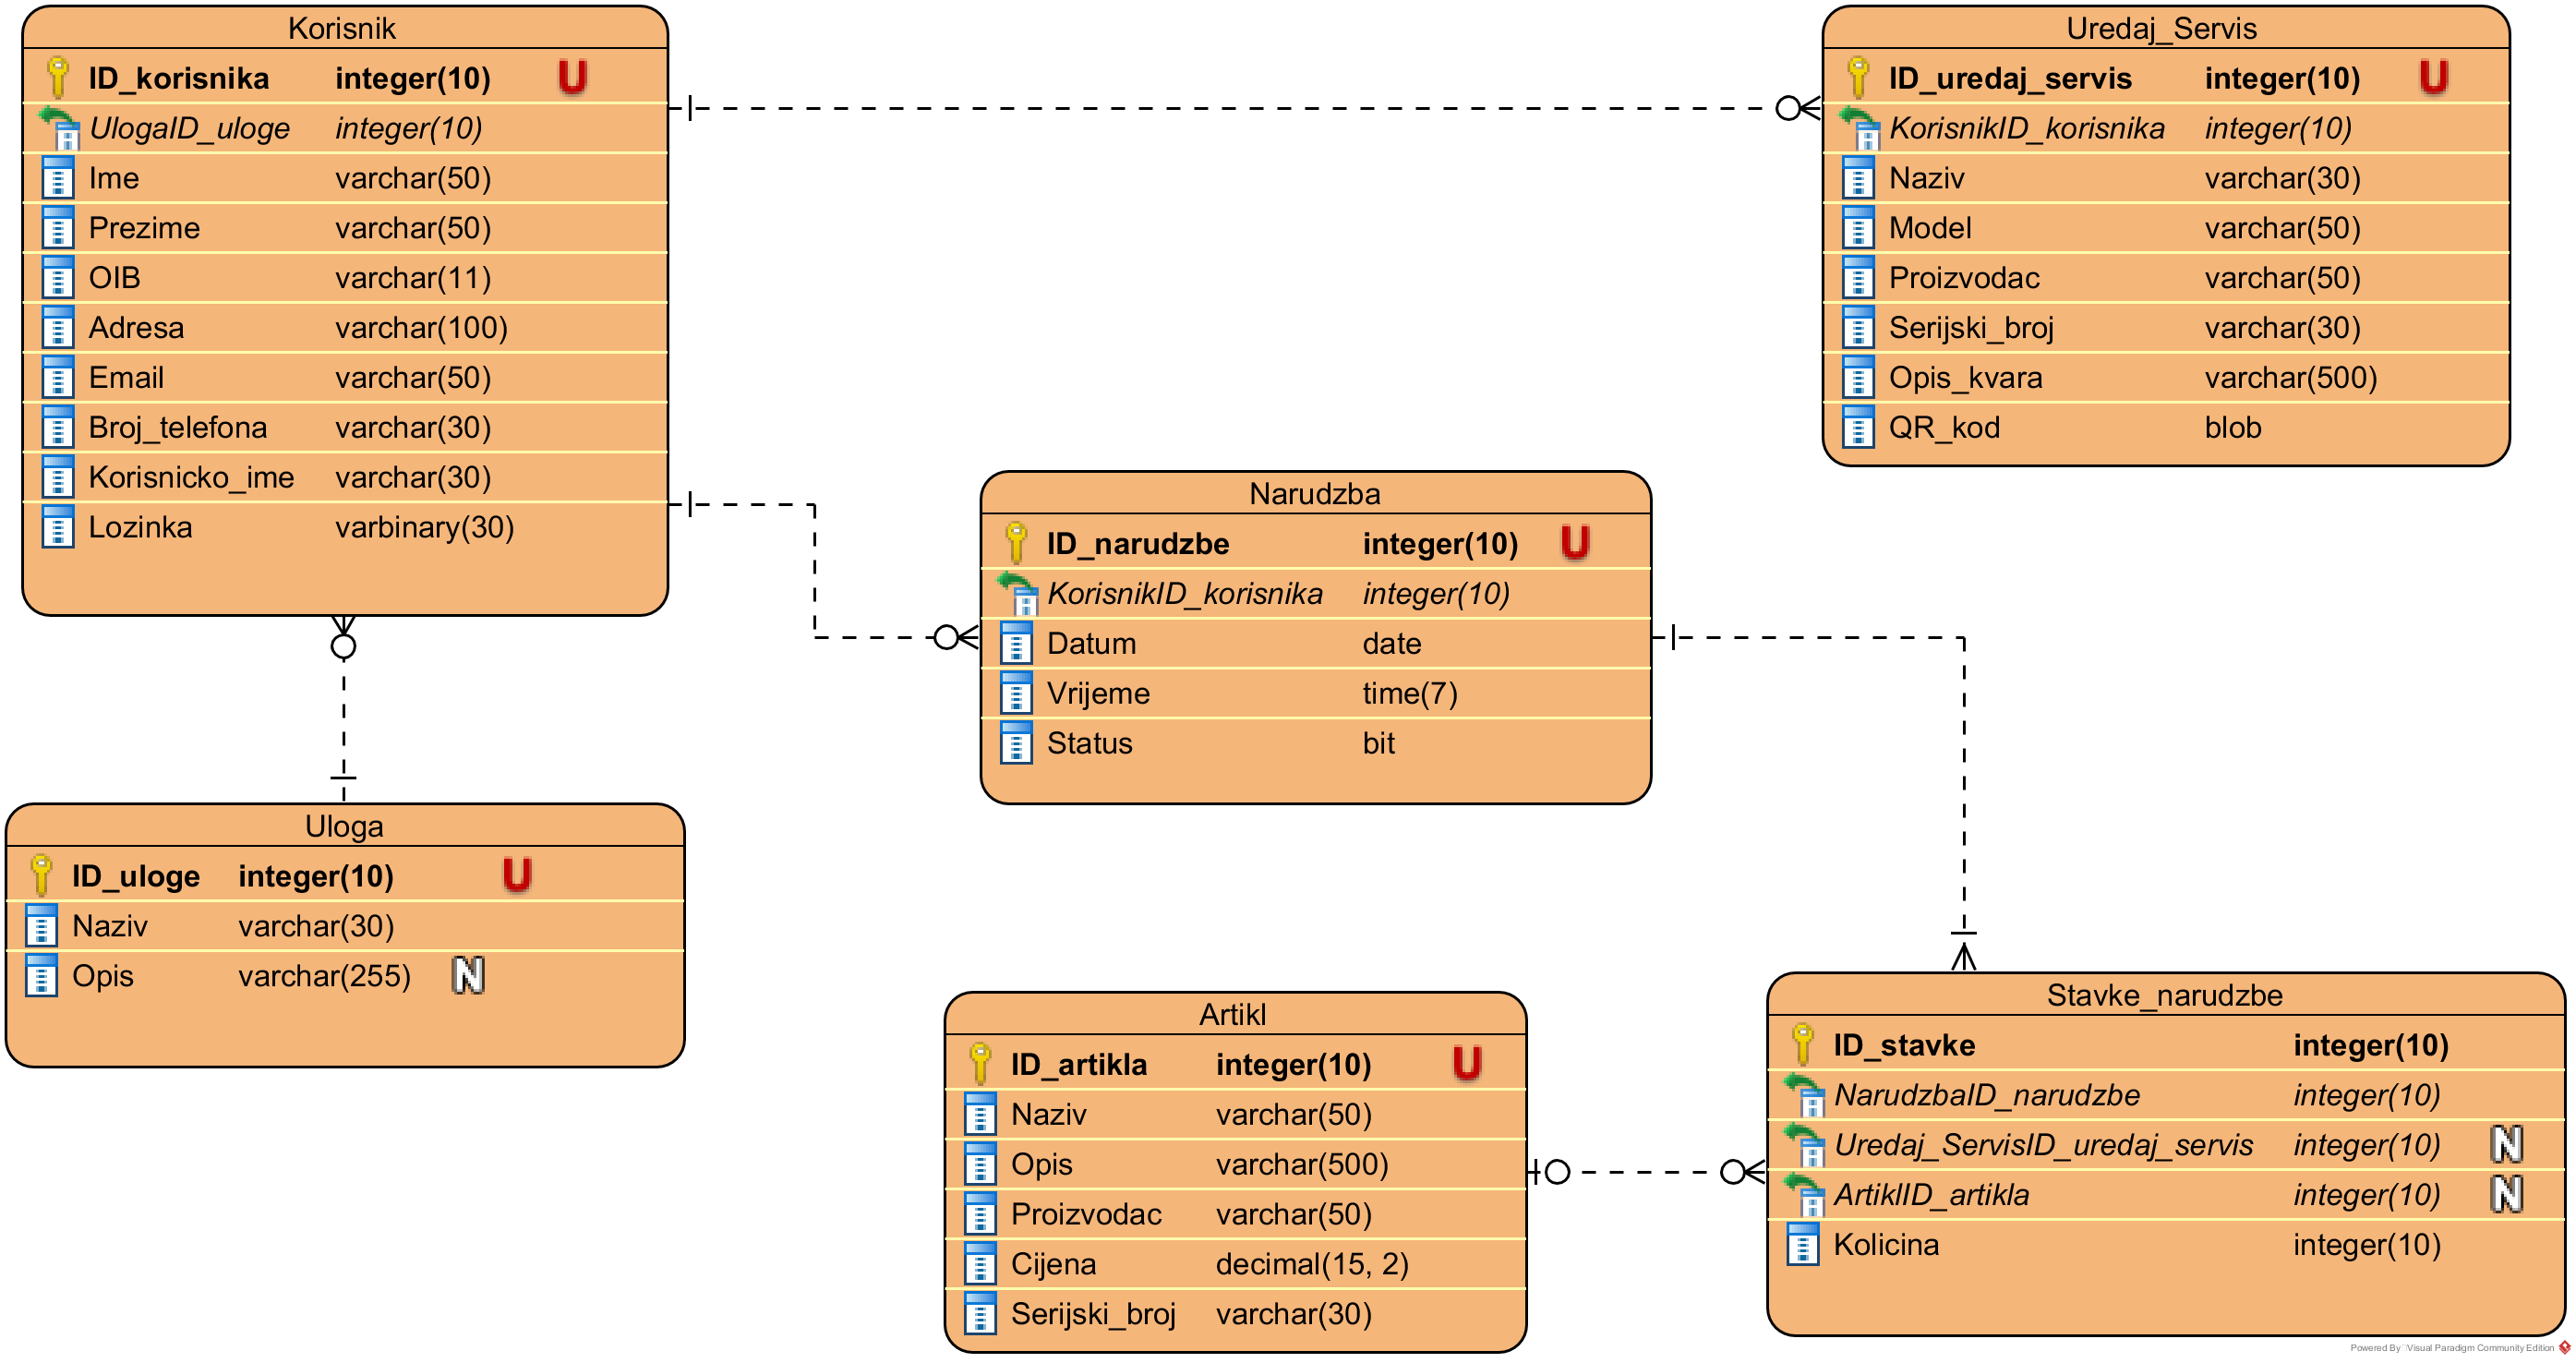 Korisnik
ID_korisnika integer(10) U
UlogaID_uloge integer(10)
Ime varchar(50)
Prezime varchar(50)
OIB varchar(11)
Adresa varchar(100)
Email varchar(50)
Broj_telefona varchar(30)
Korisnicko_ime varchar(30)
Lozinka varbinary(30)
Uredaj_Servis
ID_uredaj_servis integer(10) U
KorisnikID_korisnika integer(10)
Naziv varchar(30)
Model varchar(50)
Proizvodac varchar(50)
Serijski_broj varchar(30)
Opis_kvara varchar(500)
QR_kod blob
Narudzba
ID_narudzbe integer(10) U
KorisnikID_korisnika integer(10)
Datum date
Vrijeme time(7)
Status bit
Uloga
ID_uloge integer(10) U
Naziv varchar(30)
Opis varchar(255) N
Artikl
ID_artikla integer(10) U
Naziv varchar(50)
Opis varchar(500)
Proizvodac varchar(50)
Cijena decimal(15, 2)
Serijski_broj varchar(30)
Stavke_narudzbe
ID_stavke integer(10)
NarudzbaID_narudzbe integer(10)
Uredaj_ServisID_uredaj_servis integer(10) N
ArtiklID_artikla integer(10) N
Kolicina integer(10)
Powered By Visual Paradigm Community Edition